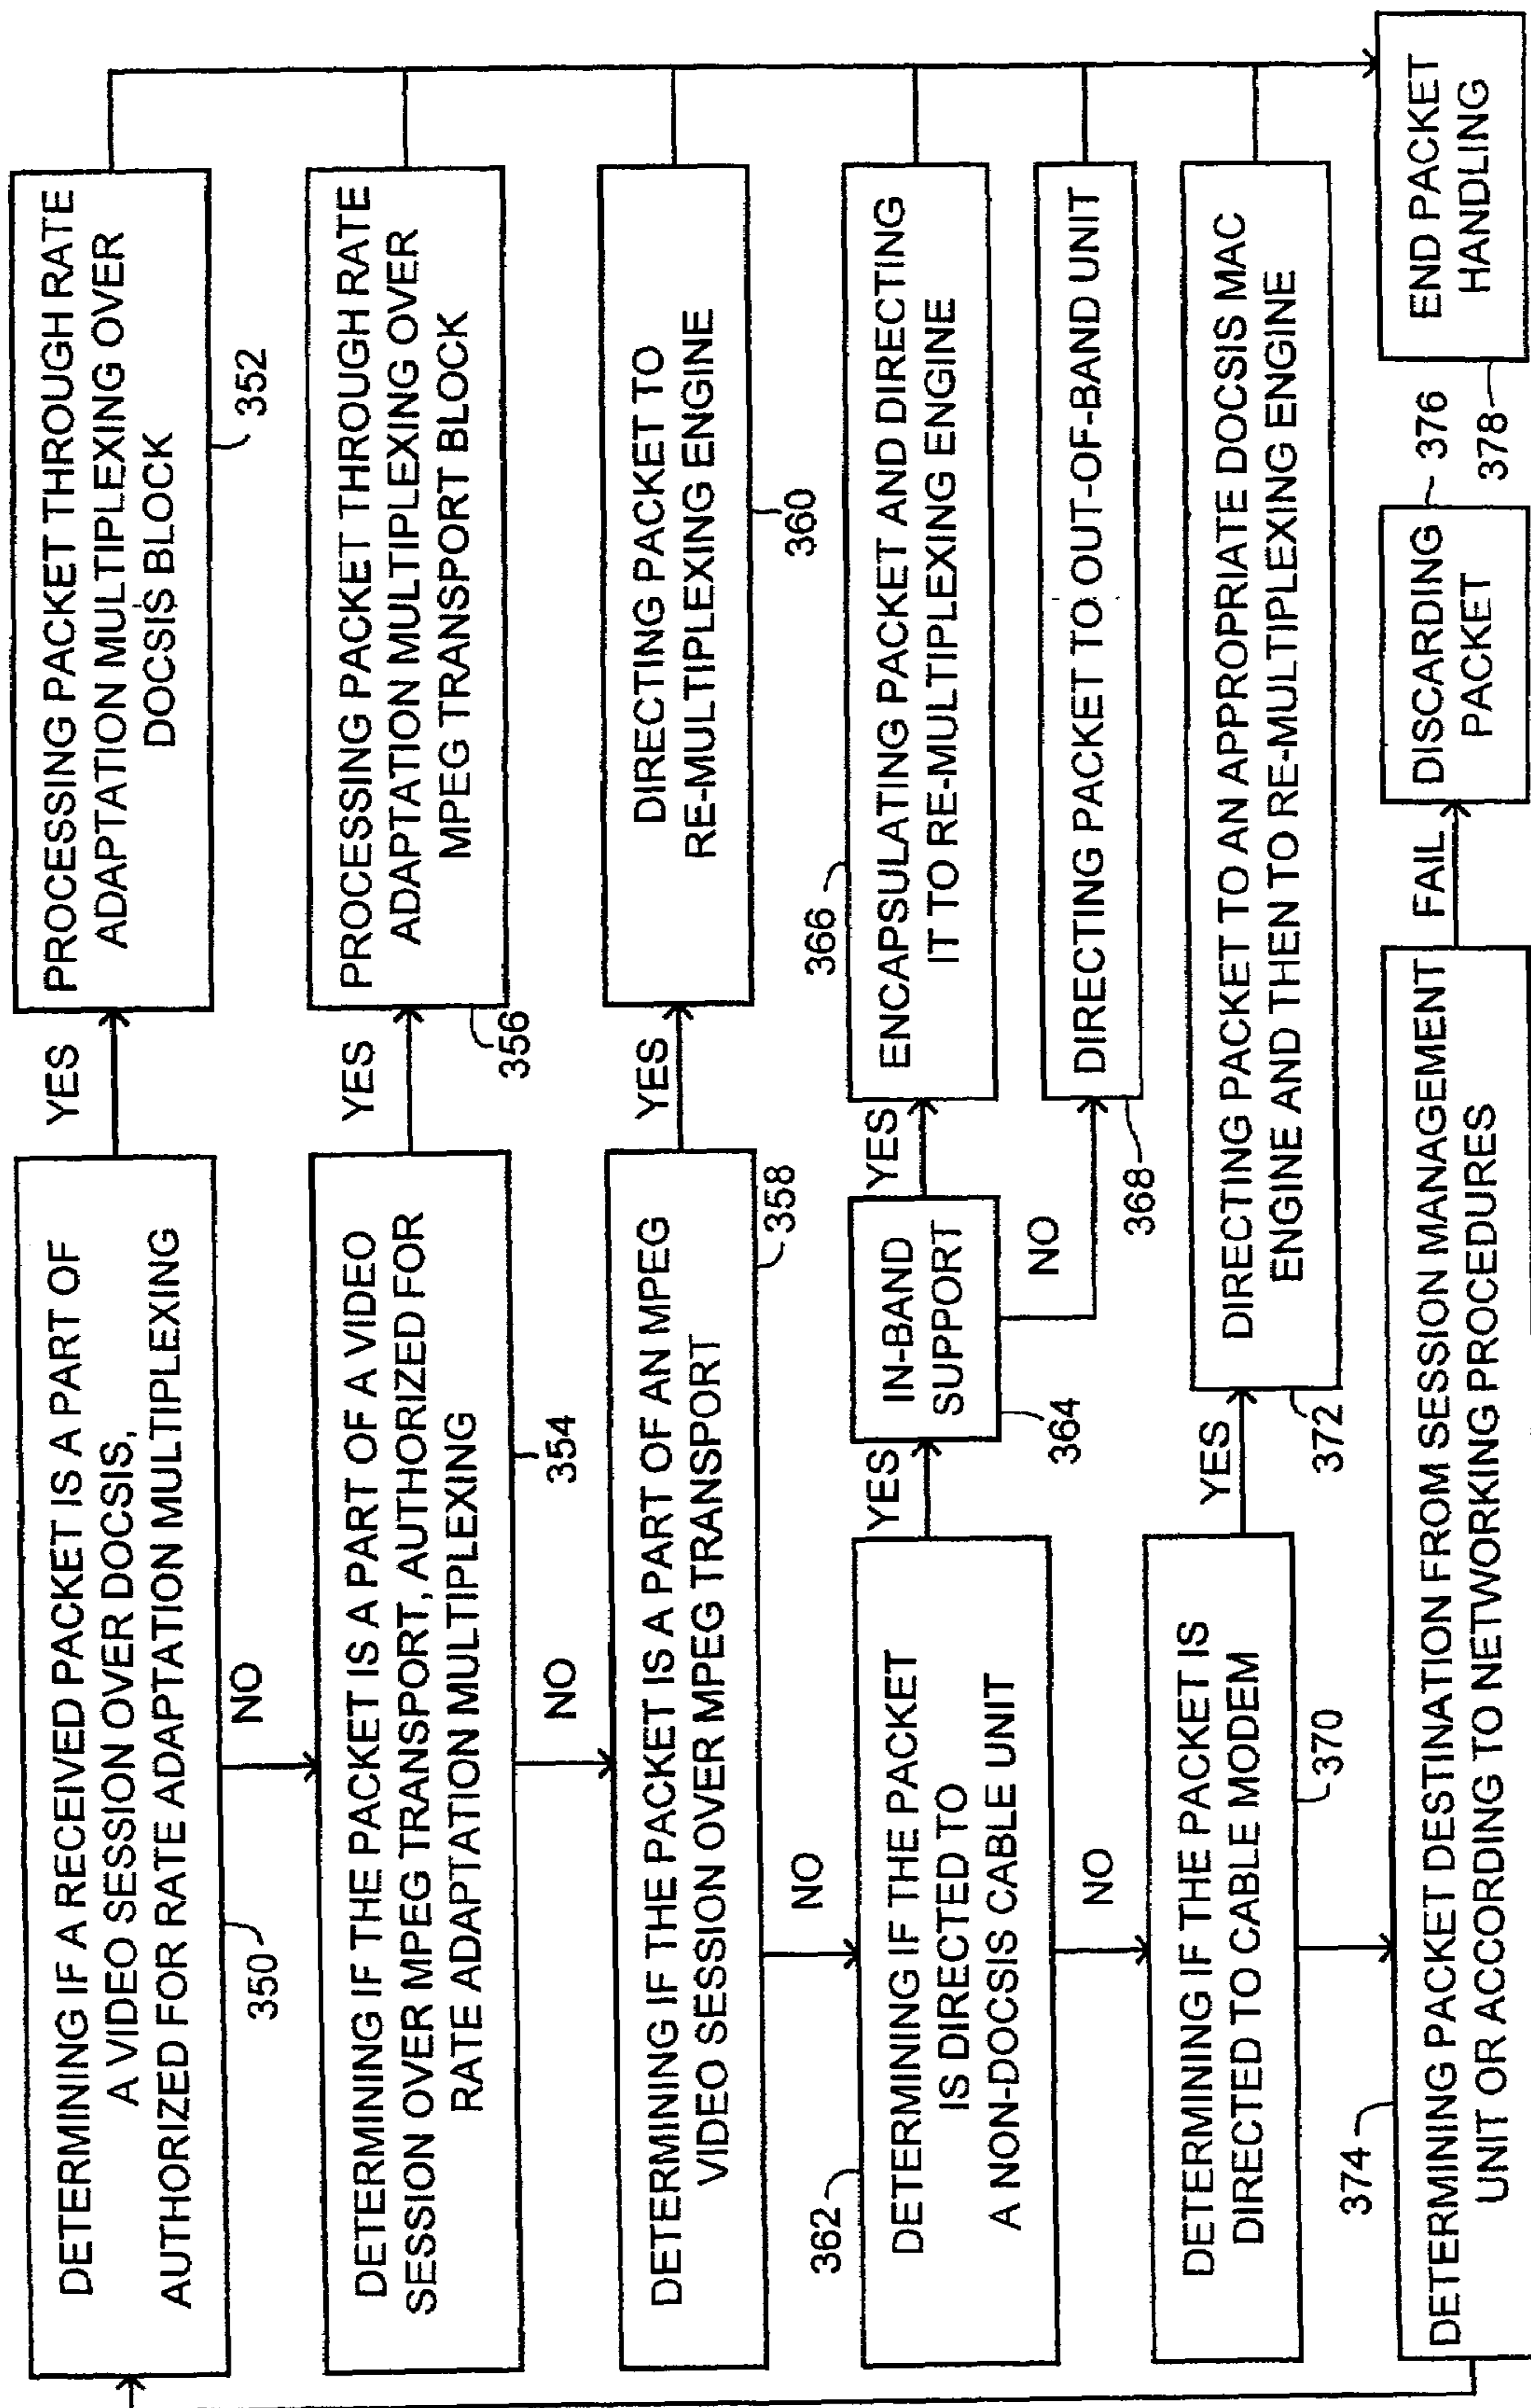 DETERMINING IF A RECEIVED PACKET IS A PART OF
A VIDEO SESSION OVER DOCSIS,
AUTHORIZED FOR RATE ADAPTATION MULTIPLEXING
350
YES
PROCESSING PACKET THROUGH RATE
ADAPTATION MULTIPLEXING OVER
DOCSIS BLOCK
352
NO
DETERMINING IF THE PACKET IS A PART OF A VIDEO
SESSION OVER MPEG TRANSPORT, AUTHORIZED FOR
RATE ADAPTATION MULTIPLEXING
354
YES
PROCESSING PACKET THROUGH RATE
ADAPTATION MULTIPLEXING OVER
MPEG TRANSPORT BLOCK
356
NO
DETERMINING IF THE PACKET IS A PART OF AN MPEG
VIDEO SESSION OVER MPEG TRANSPORT
358
YES
DIRECTING PACKET TO
RE-MULTIPLEXING ENGINE
360
NO
362
DETERMINING IF THE PACKET
IS DIRECTED TO
A NON-DOCSIS CABLE UNIT
YES
IN-BAND
SUPPORT
364
YES
366
ENCAPSULATING PACKET AND DIRECTING
IT TO RE-MULTIPLEXING ENGINE
NO
DIRECTING PACKET TO OUT-OF-BAND UNIT
368
NO
DETERMINING IF THE PACKET IS
DIRECTED TO CABLE MODEM
370
YES
DIRECTING PACKET TO AN APPROPRIATE DOCSIS MAC
ENGINE AND THEN TO RE-MULTIPLEXING ENGINE
372
374
DETERMINING PACKET DESTINATION FROM SESSION MANAGEMENT
UNIT OR ACCORDING TO NETWORKING PROCEDURES
FAIL
DISCARDING
PACKET
376
END PACKET
HANDLING
378